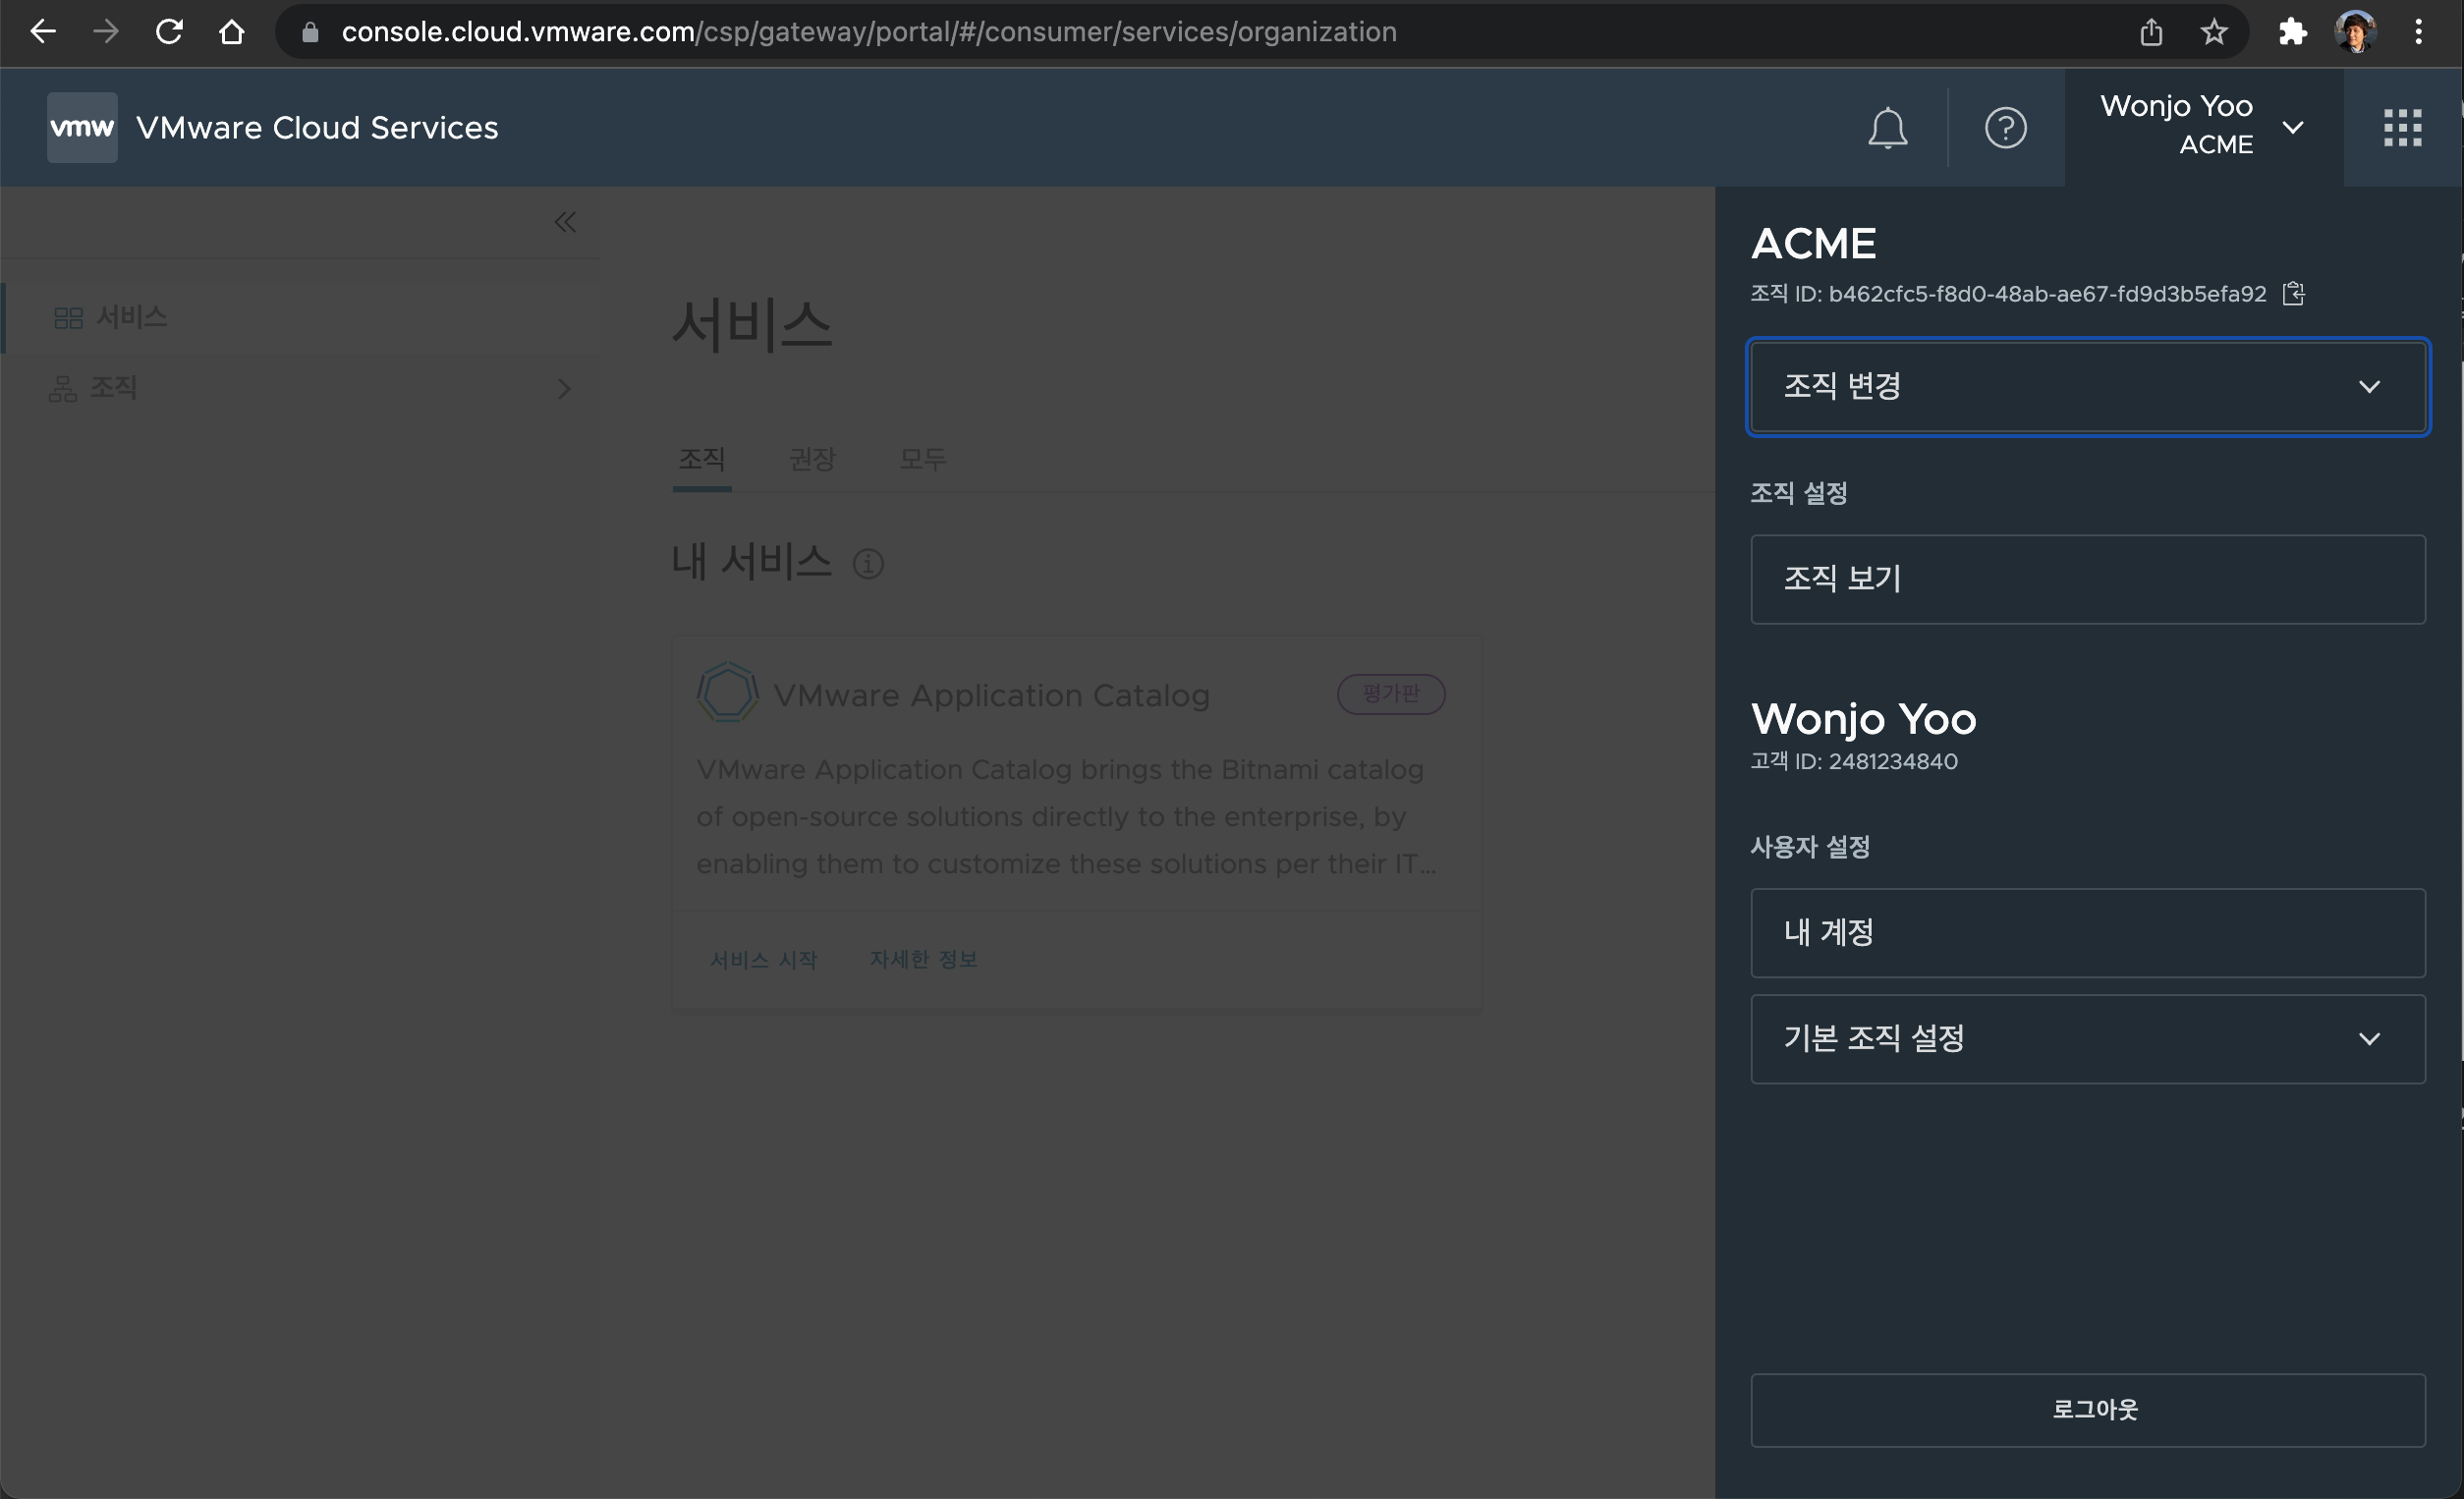 console.cloud.vmware.com/csp/gateway/portal/#/consumer/services/organization
vmw VMware Cloud Services
Wonjo Yoo
ACME
서비스
조직
서비스
조직 권장 모두
내 서비스
VMware Application Catalog 평가판
VMware Application Catalog brings the Bitnami catalog
of open-source solutions directly to the enterprise, by
enabling them to customize these solutions per their IT...
서비스 시작 자세한 정보
ACME
조직 ID: b462cfc5-f8d0-48ab-ae67-fd9d3b5efa92
조직 변경
조직 설정
조직 보기
Wonjo Yoo
고객 ID: 2481234840
사용자 설정
내 계정
기본 조직 설정
로그아웃